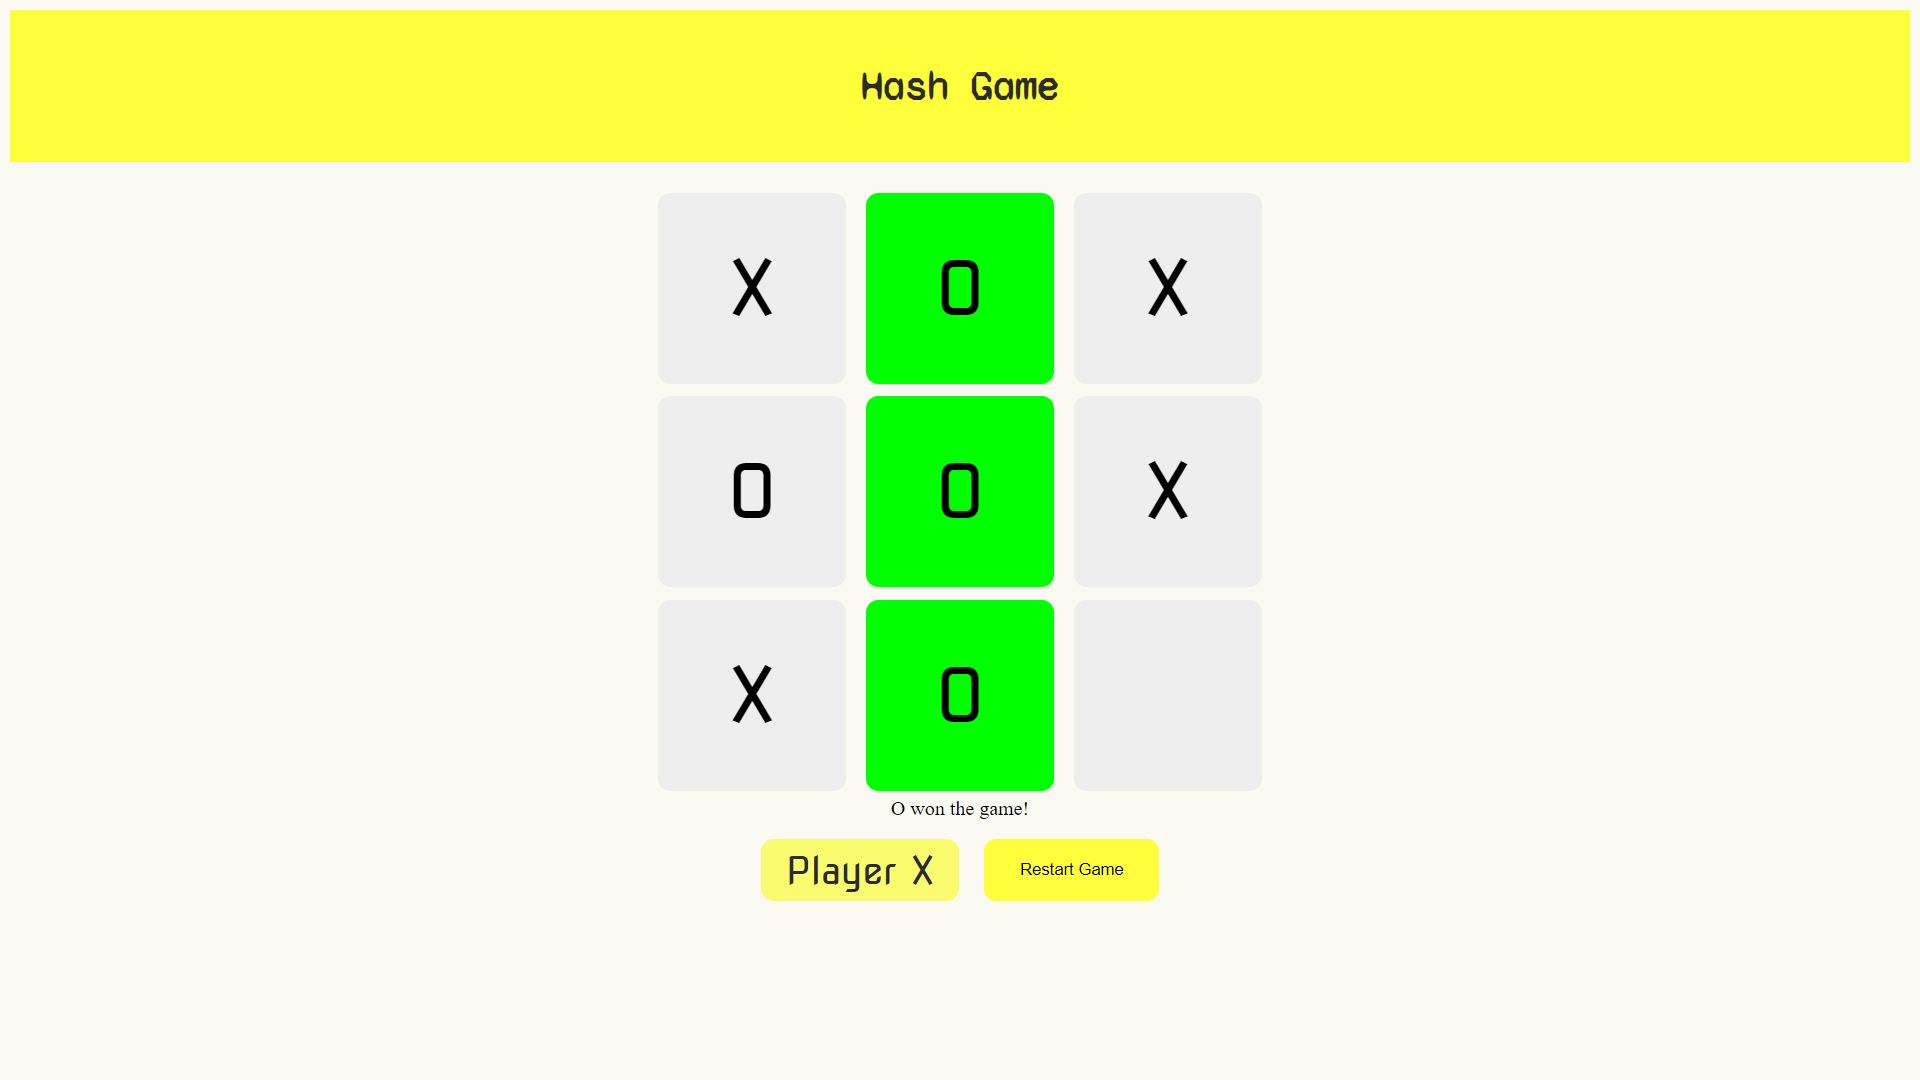 Hash Game
X O X
O O X
X O
O won the game!
Player X Restart Game